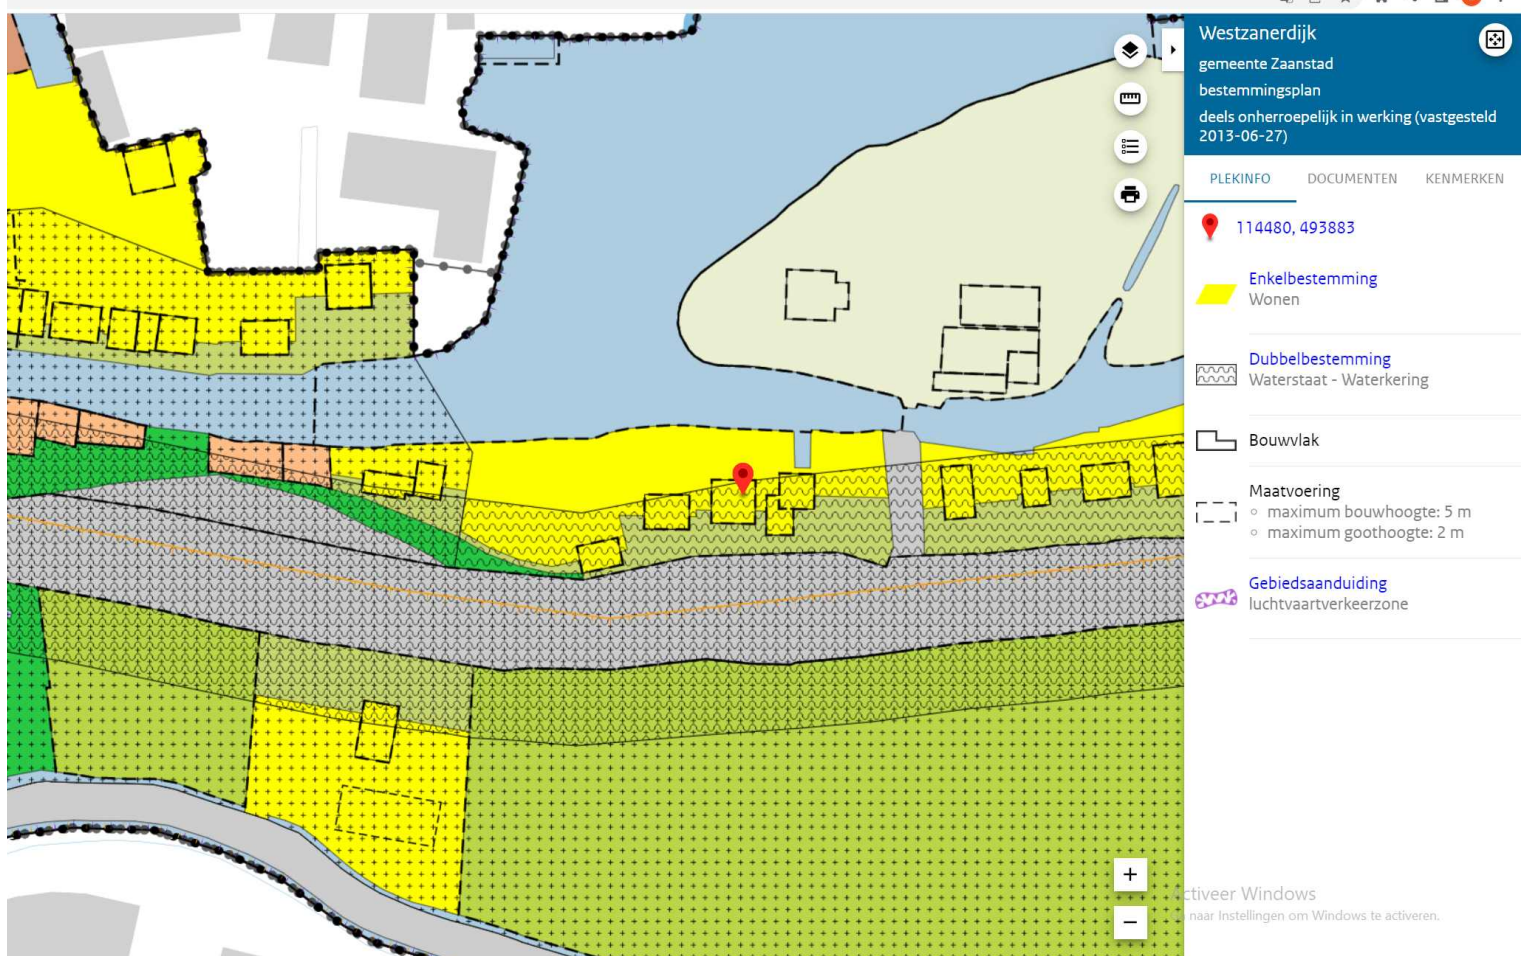 Westzanerdijk
gemeente Zaanstad
bestemmingsplan
deels onherroepelijk in werking (vastgesteld
2013-06-27)
PLEKINFO DOCUMENTEN KENMERKEN
114480, 493883
Enkelbestemming
Wonen
Dubbelbestemming
Waterstaat - Waterkering
Bouwvlak
Maatvoering
maximum bouwhoogte: 5 m
maximum goothoogte: 2 m
Gebiedsaanduiding
luchtvaartverkeerzone
+
−
ctiveer Windows
naar Instellingen om Windows te activeren.